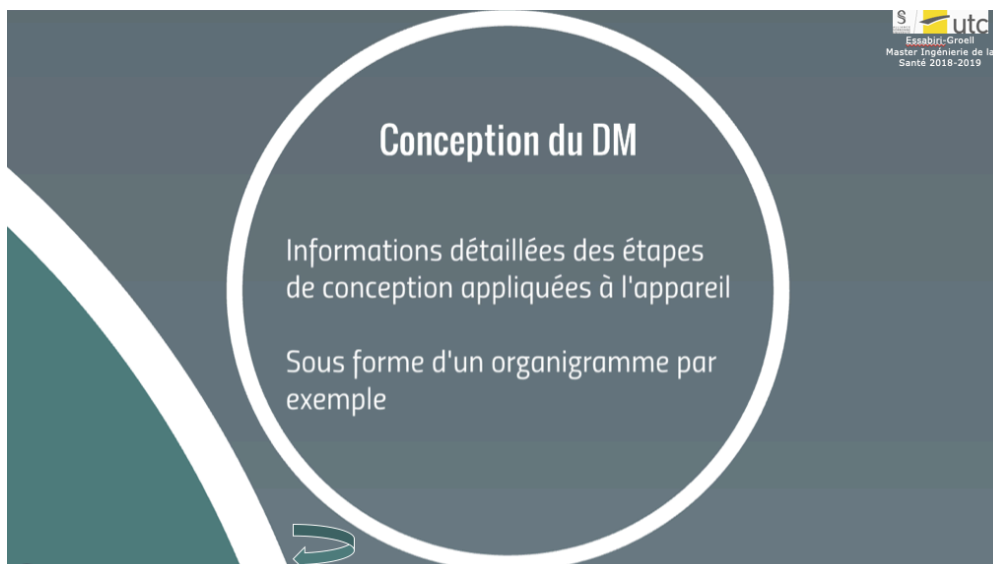 S utc
Essabiri-Groell
Master Ingénierie de la
Santé 2018-2019
Conception du DM
Informations détaillées des étapes
de conception appliquées à l'appareil
Sous forme d'un organigramme par
exemple